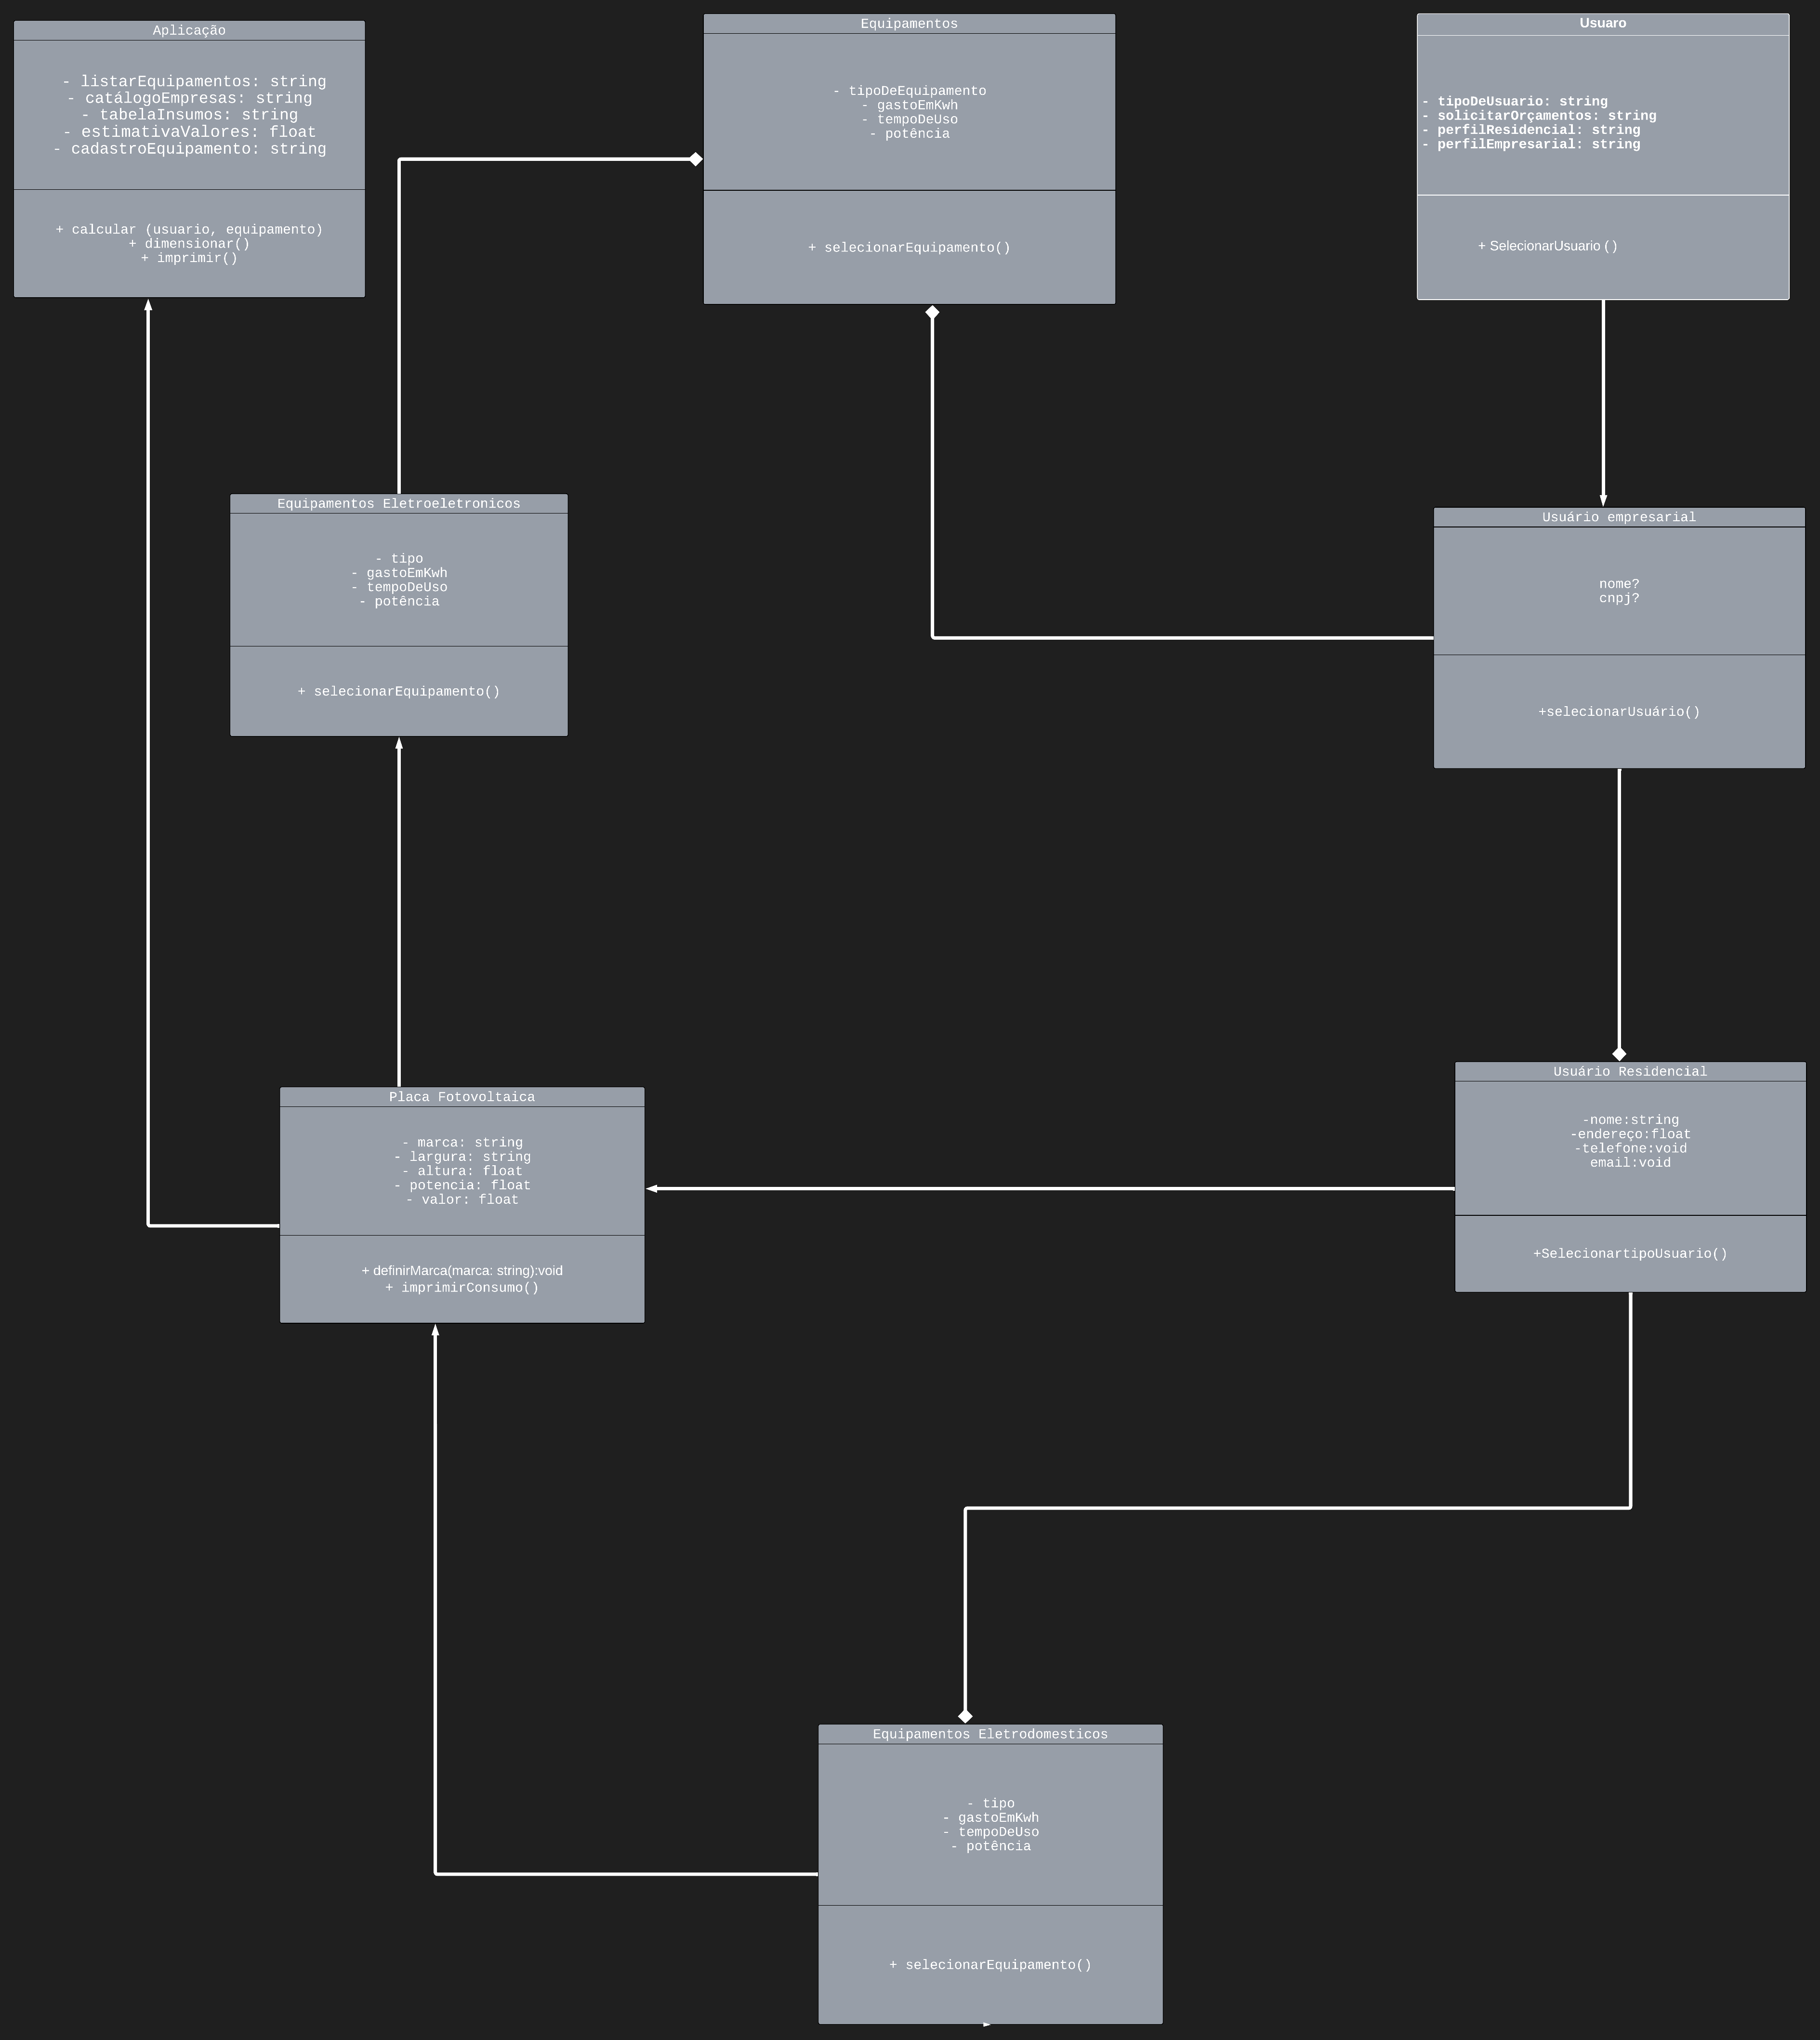 Aplicação
- listarEquipamentos: string
- catálogoEmpresas: string
- tabelaInsumos: string
- estimativaValores: float
- cadastroEquipamento: string
+ calcular (usuario, equipamento)
+ dimensionar()
+ imprimir()
Equipamentos
- tipoDeEquipamento
- gastoEmKwh
- tempoDeUso
- potência
+ selecionarEquipamento()
Usuaro
- tipoDeUsuario: string
- solicitarOrçamentos: string
- perfilResidencial: string
- perfilEmpresarial: string
+ SelecionarUsuario ()
Equipamentos Eletroeletronicos
- tipo
- gastoEmKwh
- tempoDeUso
- potência
+ selecionarEquipamento()
Usuário empresarial
nome?
cnpj?
+selecionarUsuário()
Placa Fotovoltaica
- marca: string
- largura: string
- altura: float
- potencia: float
- valor: float
+ definirMarca(marca: string):void
+ imprimirConsumo()
Usuário Residencial
-nome:string
-endereço:float
-telefone:void
email:void
+SelecionartipoUsuario()
Equipamentos Eletrodomesticos
- tipo
- gastoEmKwh
- tempoDeUso
- potência
+ selecionarEquipamento()